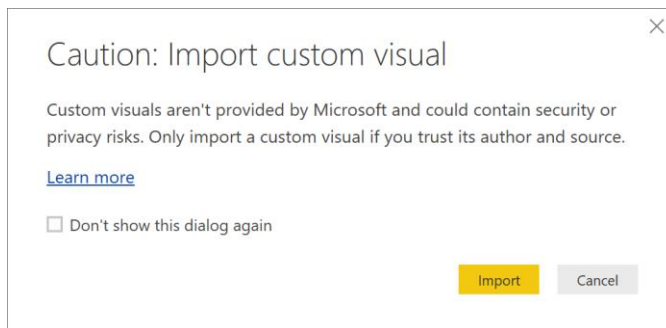 Caution: Import custom visual
Custom visuals aren't provided by Microsoft and could contain security or
privacy risks. Only import a custom visual if you trust its author and source.
Learn more
Don't show this dialog again
Import Cancel